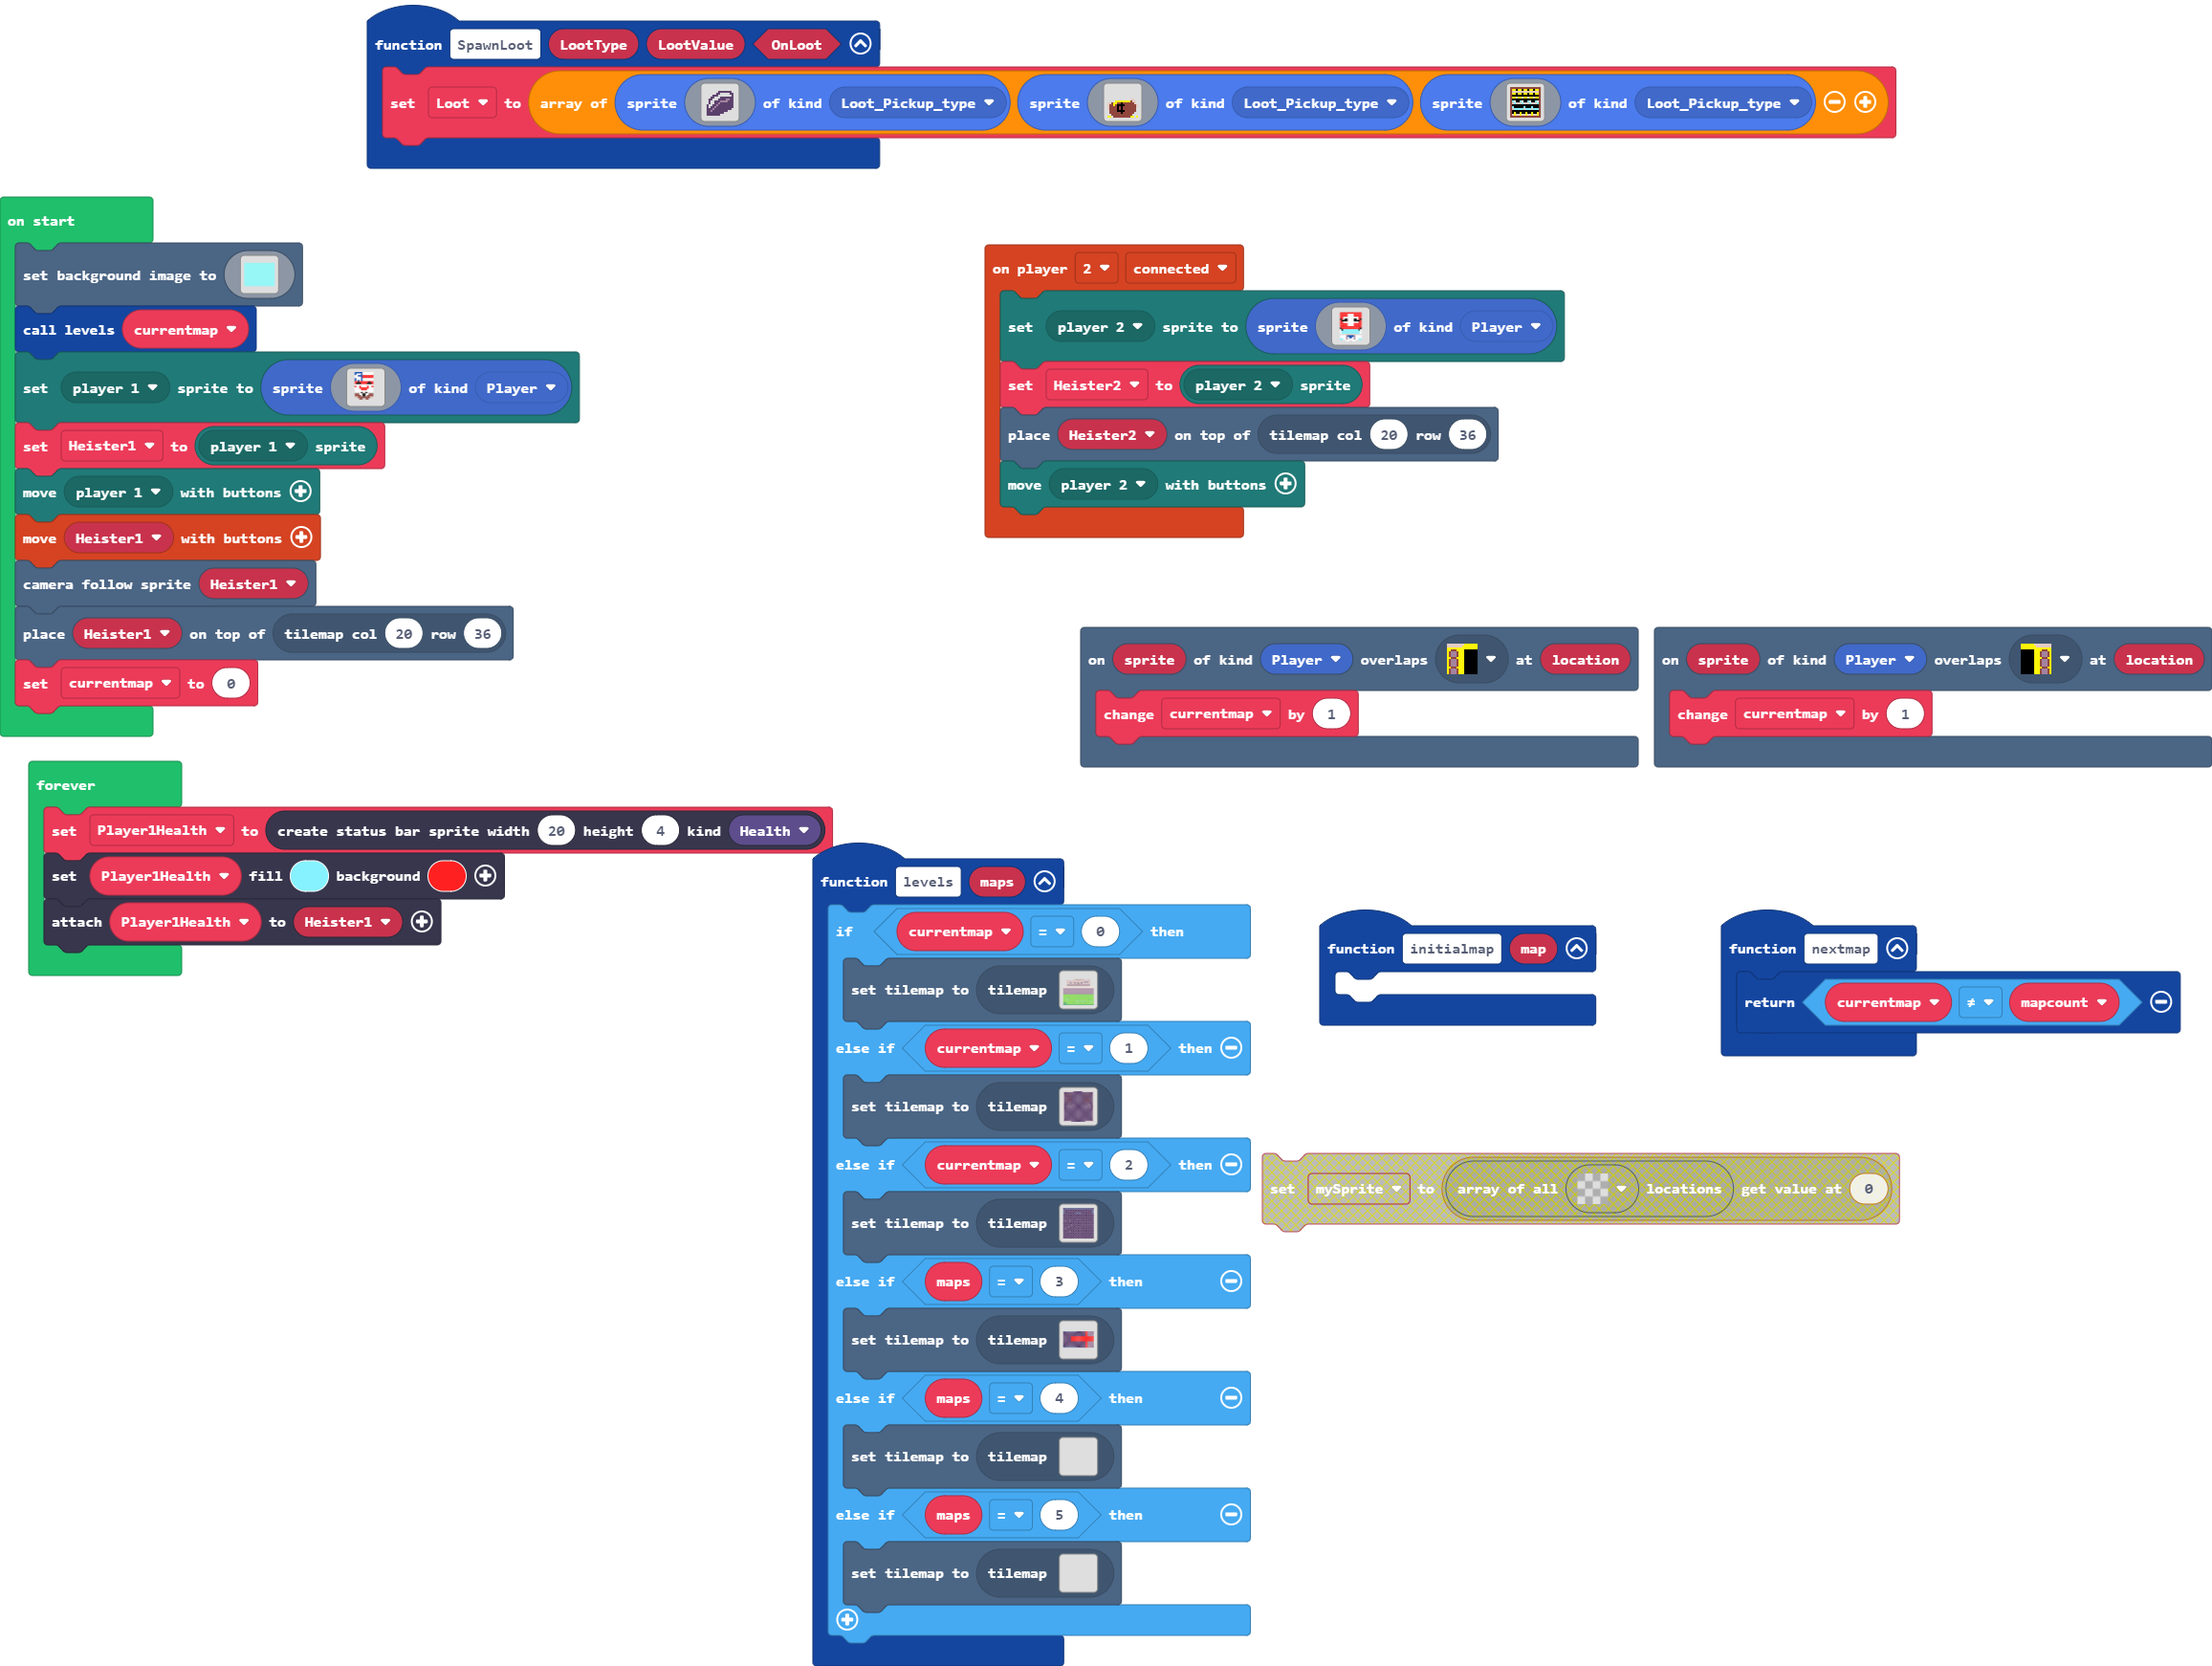 function SpawnLoot LootType LootValue OnLoot
set Loot to array of sprite of kind Loot_Pickup_type sprite of kind Loot_Pickup_type sprite of kind Loot_Pickup_type
on start
set background image to
call levels currentmap
set player 1 sprite to sprite of kind Player
set Heister1 to player 1 sprite
move player 1 with buttons
move Heister1 with buttons
camera follow sprite Heister1
place Heister1 on top of tilemap col 20 row 36
set currentmap to 0
on player 2 connected
set player 2 sprite to sprite of kind Player
set Heister2 to player 2 sprite
place Heister2 on top of tilemap col 20 row 36
move player 2 with buttons
on sprite of kind Player overlaps at location
change currentmap by 1
on sprite of kind Player overlaps at location
change currentmap by 1
forever
set Player1Health to create status bar sprite width 20 height 4 kind Health
set Player1Health fill background
attach Player1Health to Heister1
function levels maps
if currentmap = 0 then
set tilemap to tilemap
else if currentmap = 1 then
set tilemap to tilemap
else if currentmap = 2 then
set tilemap to tilemap
else if maps = 3 then
set tilemap to tilemap
else if maps = 4 then
set tilemap to tilemap
else if maps = 5 then
set tilemap to tilemap
function initialmap map
function nextmap
return currentmap ≠ mapcount
set mySprite to array of all locations get value at 0